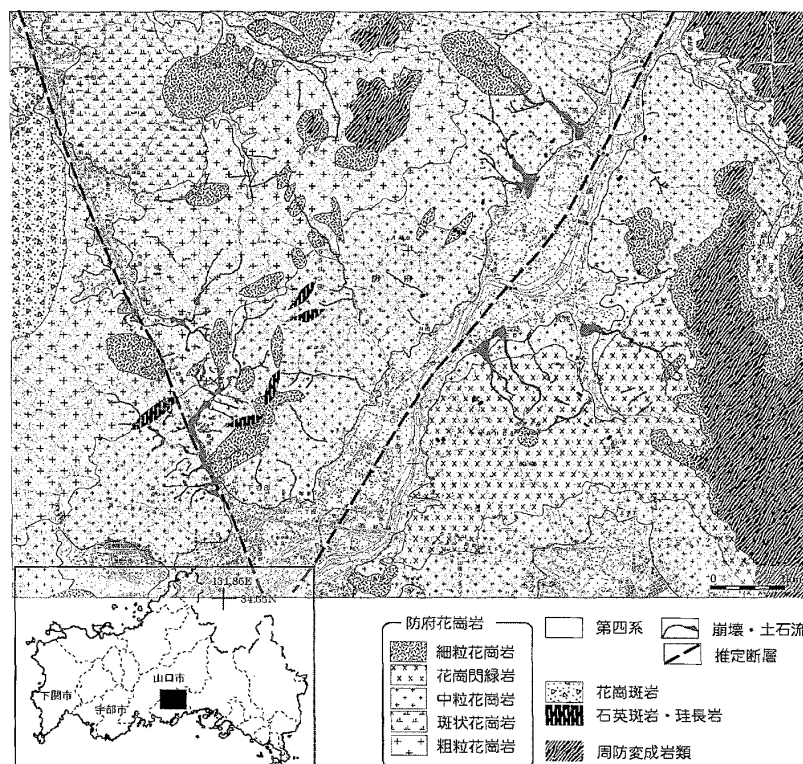 131.85E
34.05N
山口市
下関市
宇部市
防府花崗岩
細粒花崗岩
花崗閃緑岩
中粒花崗岩
斑状花崗岩
粗粒花崗岩
第四系
崩壊・土石流
推定断層
花崗斑岩
石英斑岩・珪長岩
周防変成岩類
0